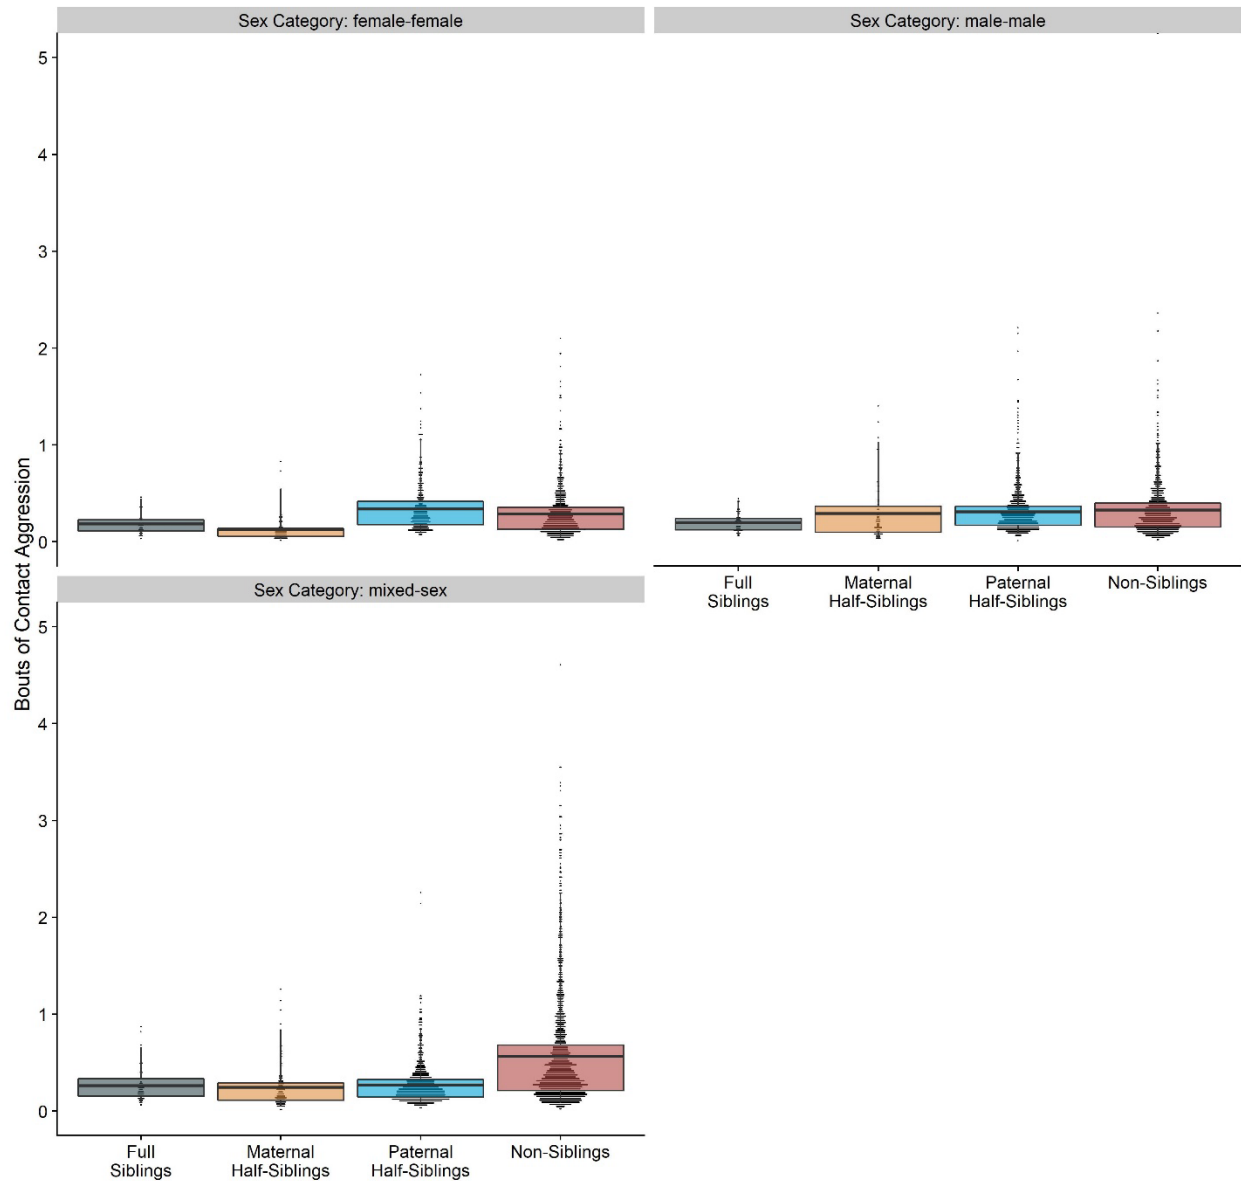 Sex Category: female-female
Sex Category: male-male
5
4
3
2
1
0
Full
Siblings
Maternal
Half-Siblings
Paternal
Half-Siblings
Non-Siblings
Bouts of Contact Aggression
Sex Category: mixed-sex
5
4
3
2
1
0
Full
Siblings
Maternal
Half-Siblings
Paternal
Half-Siblings
Non-Siblings